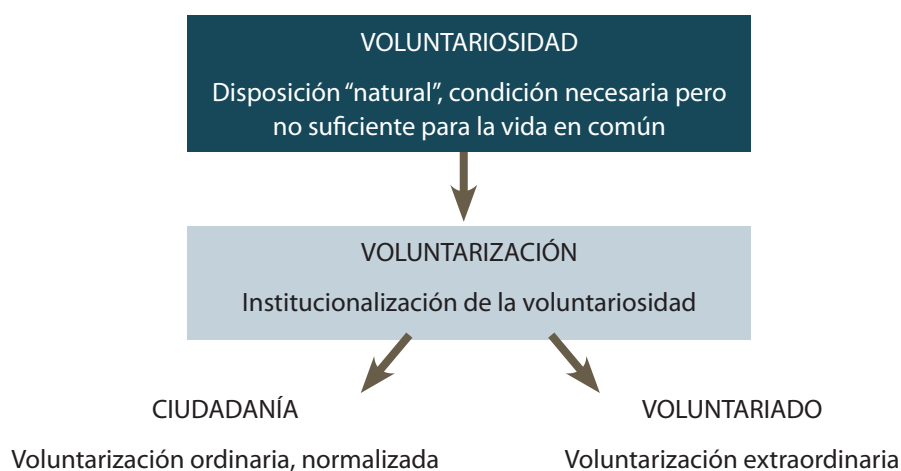 VOLUNTARIOSIDAD
Disposición “natural”, condición necesaria pero
no suficiente para la vida en común
VOLUNTARIZACIÓN
Institucionalización de la voluntariosidad
CIUDADANÍA
Voluntarización ordinaria, normalizada
VOLUNTARIADO
Voluntarización extraordinaria